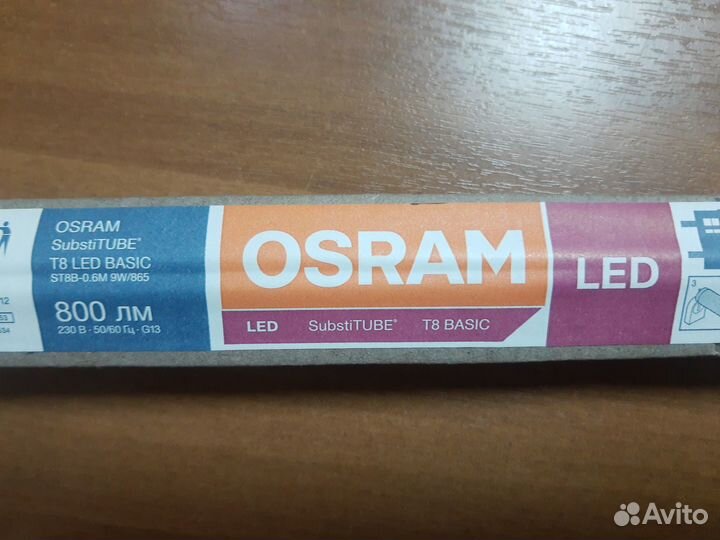 OSRAM
SubstiTUBE®
T8 LED BASIC
ST8B-0.6M 9W/865
800 лм
230 В · 50/60 Гц · G13
OSRAM
LED SubstiTUBE® T8 BASIC
LED
3
Avito